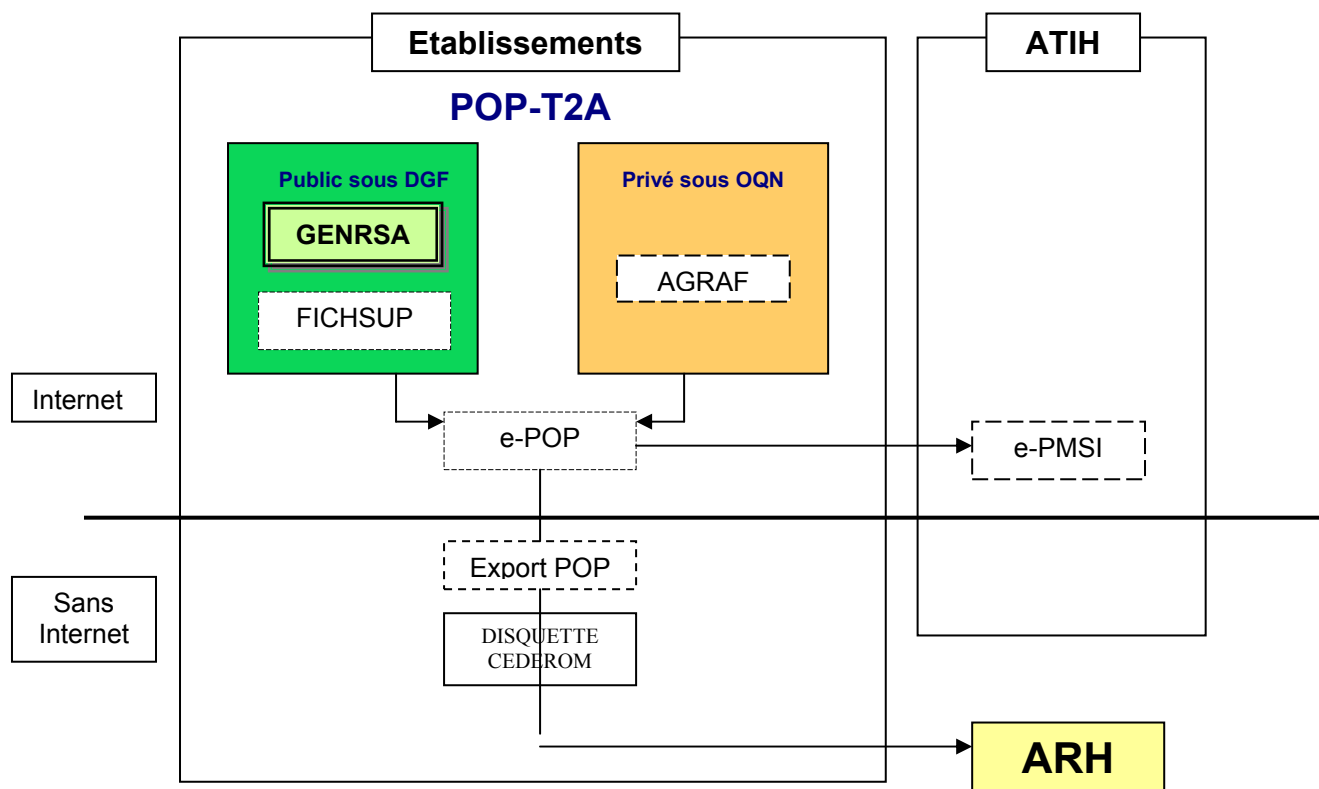 Etablissements
ATIH
POP-T2A
Public sous DGF
Privé sous OQN
GENRSA
AGRAF
FICHSUP
Internet
e-POP
e-PMSI
Export POP
Sans
Internet
DISQUETTE
CEDEROM
ARH